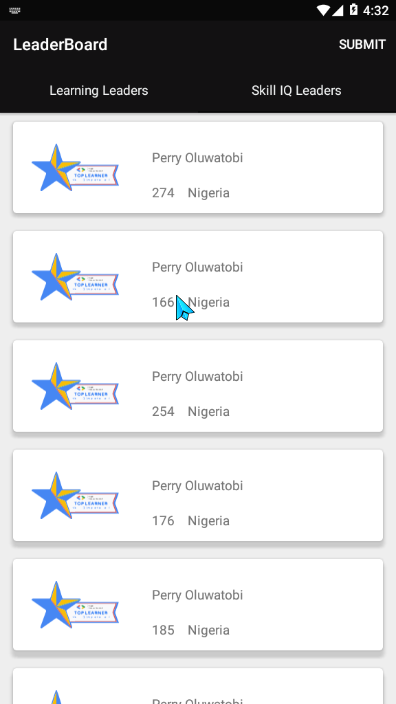 4:32
LeaderBoard
SUBMIT
Learning Leaders
Skill IQ Leaders
Perry Oluwatobi
TOP LEARNER
274 Nigeria
Perry Oluwatobi
TOP LEARNER
166 Nigeria
Perry Oluwatobi
TOP LEARNER
254 Nigeria
Perry Oluwatobi
TOP LEARNER
176 Nigeria
Perry Oluwatobi
TOP LEARNER
185 Nigeria
Perry Oluwatobi